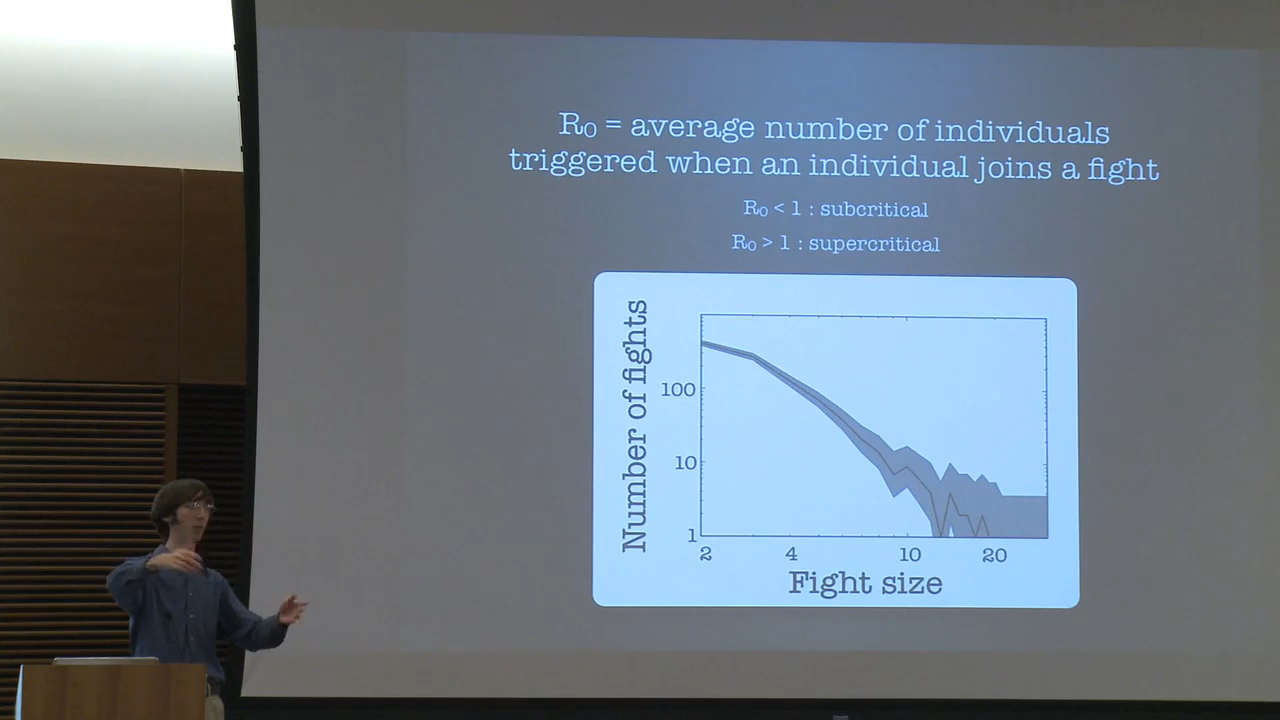 R₀ = average number of individuals
triggered when an individual joins a fight
R₀ < 1 : subcritical
R₀ > 1 : supercritical
Number of fights
100
10
1
2 4 10 20
Fight size